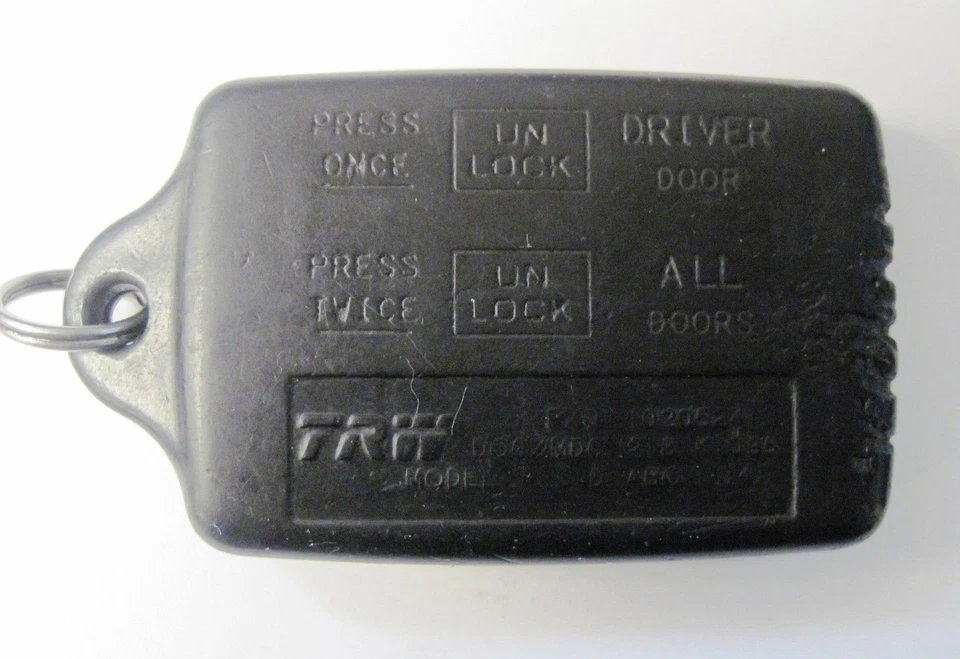 PRESS ONCE UN LOCK DRIVER DOOR
PRESS TWICE UN LOCK ALL DOORS
TRW
P/N
MODEL